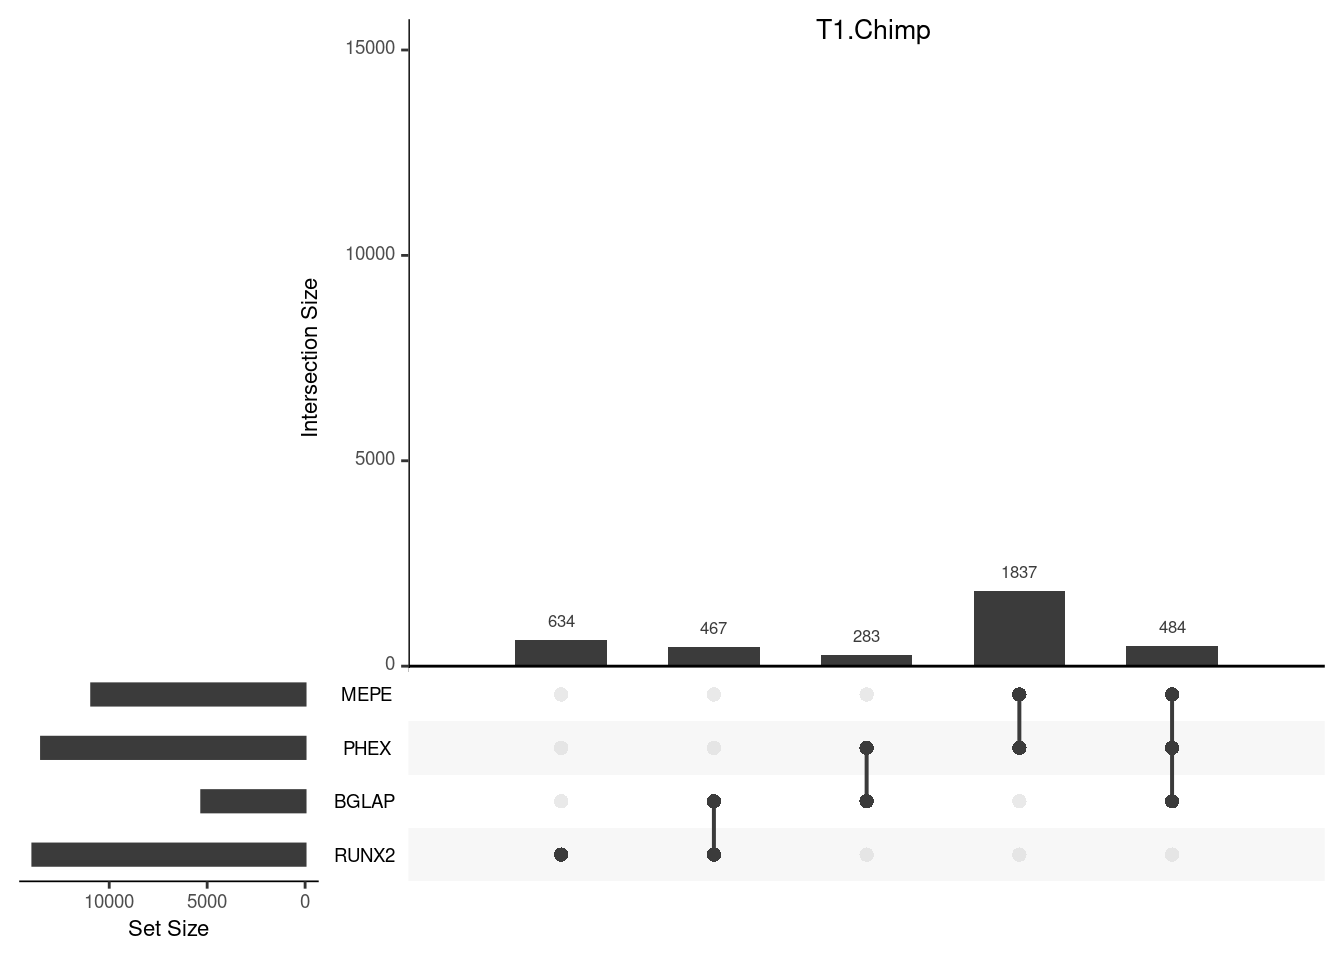 T1.Chimp
15000
10000
5000
0
Intersection Size
634
467
283
1837
484
MEPE
PHEX
BGLAP
RUNX2
10000 5000 0
Set Size